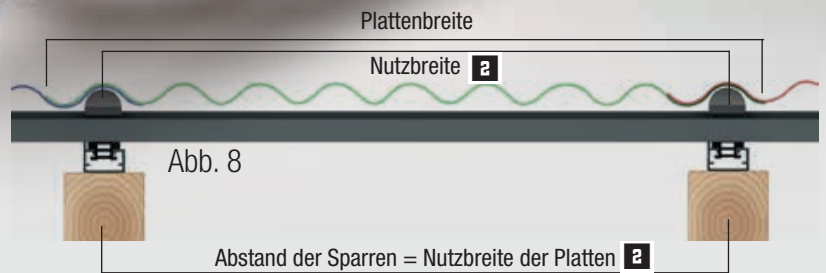 Plattenbreite
Nutzbreite 2
Abb. 8
Abstand der Sparren = Nutzbreite der Platten 2